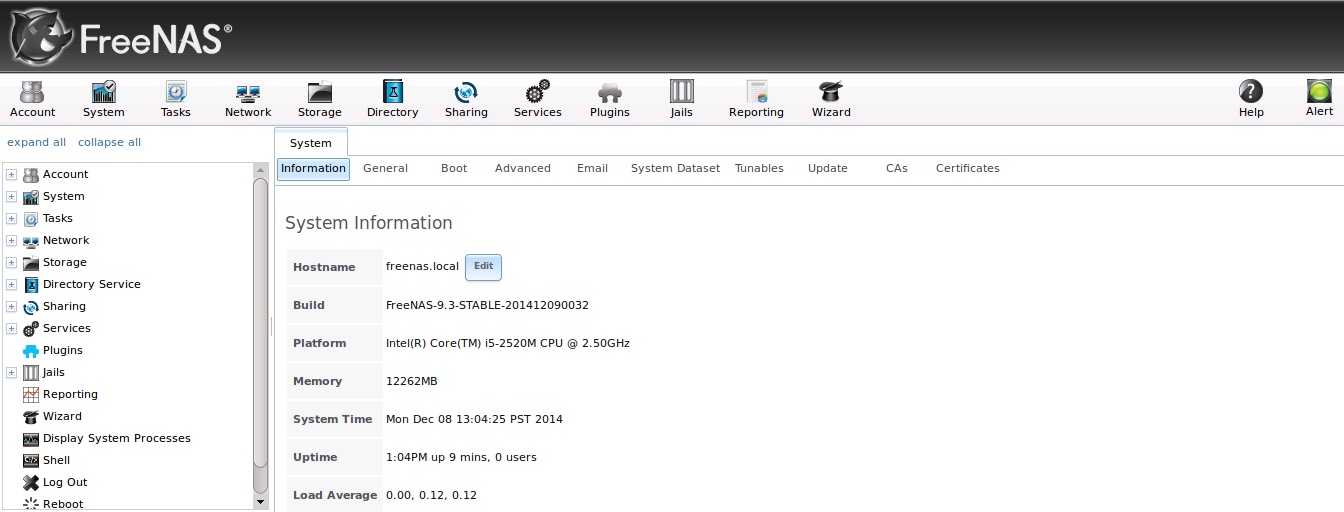 FreeNAS®
Account System Tasks Network Storage Directory Sharing Services Plugins Jails Reporting Wizard Help Alert
expand all collapse all
System
Information General Boot Advanced Email System Dataset Tunables Update CAs Certificates
Account
System
Tasks
Network
Storage
Directory Service
Sharing
Services
Plugins
Jails
Reporting
Wizard
Display System Processes
Shell
Log Out
Reboot
System Information
Hostname freenas.local Edit
Build FreeNAS-9.3-STABLE-201412090032
Platform Intel(R) Core(TM) i5-2520M CPU @ 2.50GHz
Memory 12262MB
System Time Mon Dec 08 13:04:25 PST 2014
Uptime 1:04PM up 9 mins, 0 users
Load Average 0.00, 0.12, 0.12